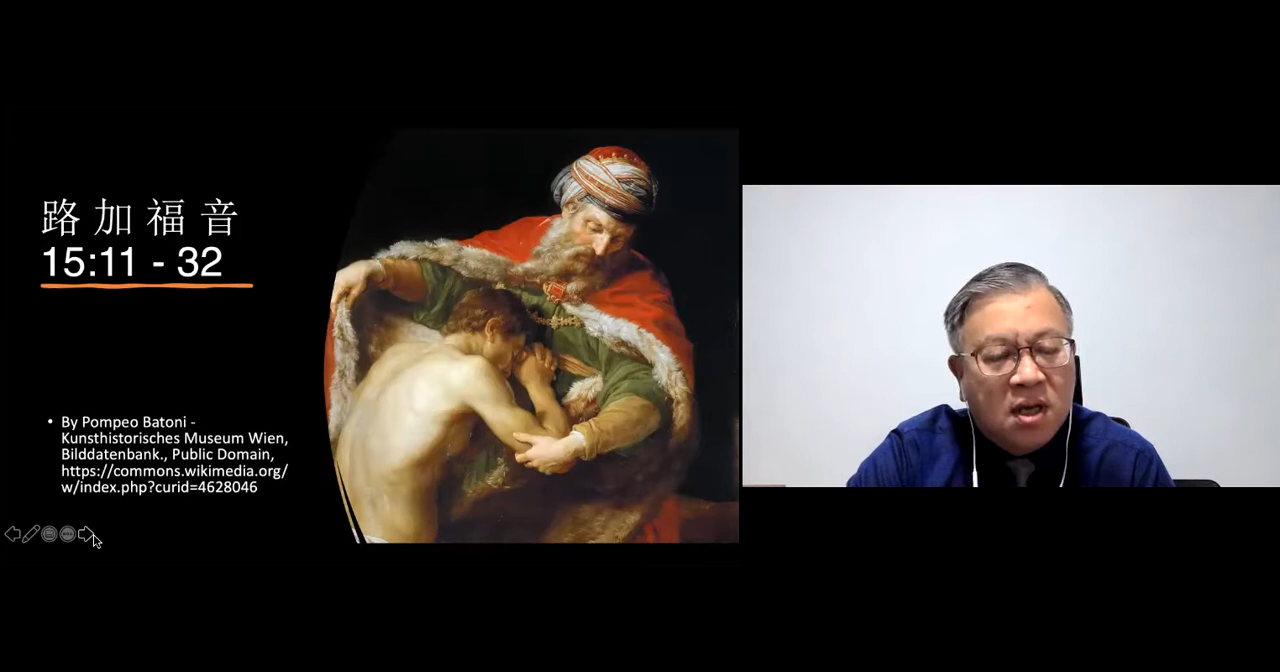 路加福音
15:11 - 32
• By Pompeo Batoni -
Kunsthistorisches Museum Wien,
Bilddatenbank., Public Domain,
https://commons.wikimedia.org/
w/index.php?curid=4628046